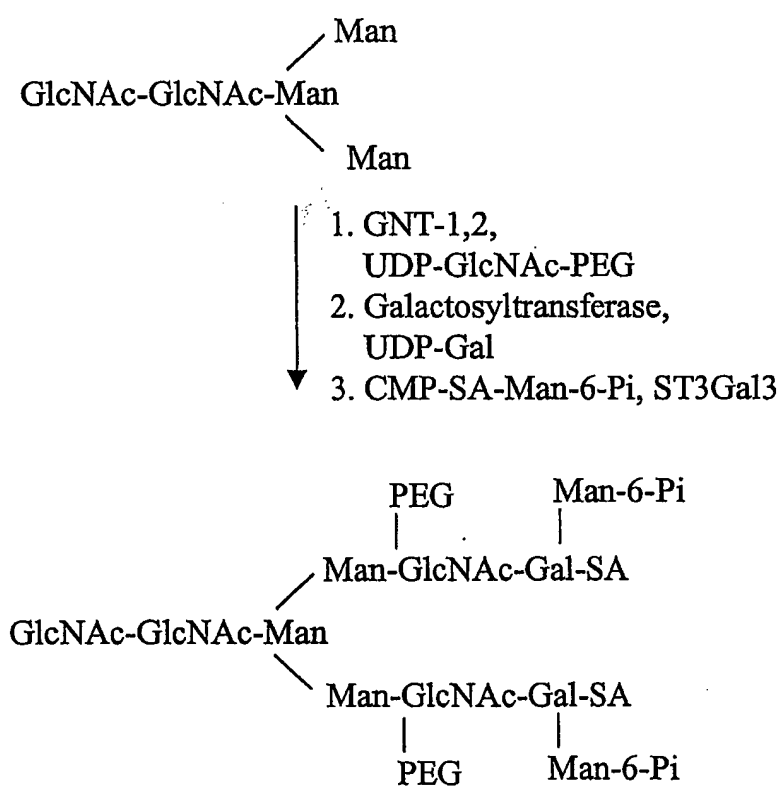 Man
GlcNAc-GlcNAc-Man
Man
1. GNT-1,2,
UDP-GlcNAc-PEG
2. Galactosyltransferase,
UDP-Gal
3. CMP-SA-Man-6-Pi, ST3Gal3
PEG Man-6-Pi
Man-GlcNAc-Gal-SA
GlcNAc-GlcNAc-Man
Man-GlcNAc-Gal-SA
PEG Man-6-Pi